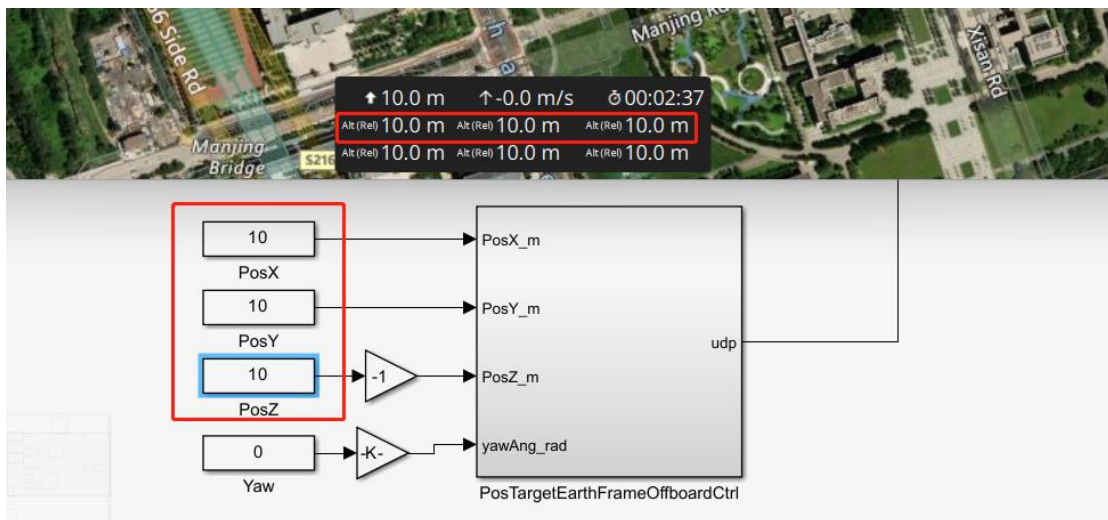 Side Rd
Manjing
Xisan Rd
↑ 10.0 m ↑ -0.0 m/s 00:02:37
Alt (Rel) 10.0 m Alt (Rel) 10.0 m Alt (Rel) 10.0 m
Manjing
Bridge
S216
Alt (Rel) 10.0 m Alt (Rel) 10.0 m Alt (Rel) 10.0 m
10
PosX_m
PosX
10
PosY_m
PosY
udp
10
-1
PosZ_m
PosZ
0
-K-
yawAng_rad
Yaw
PosTargetEarthFrameOffboardCtrl